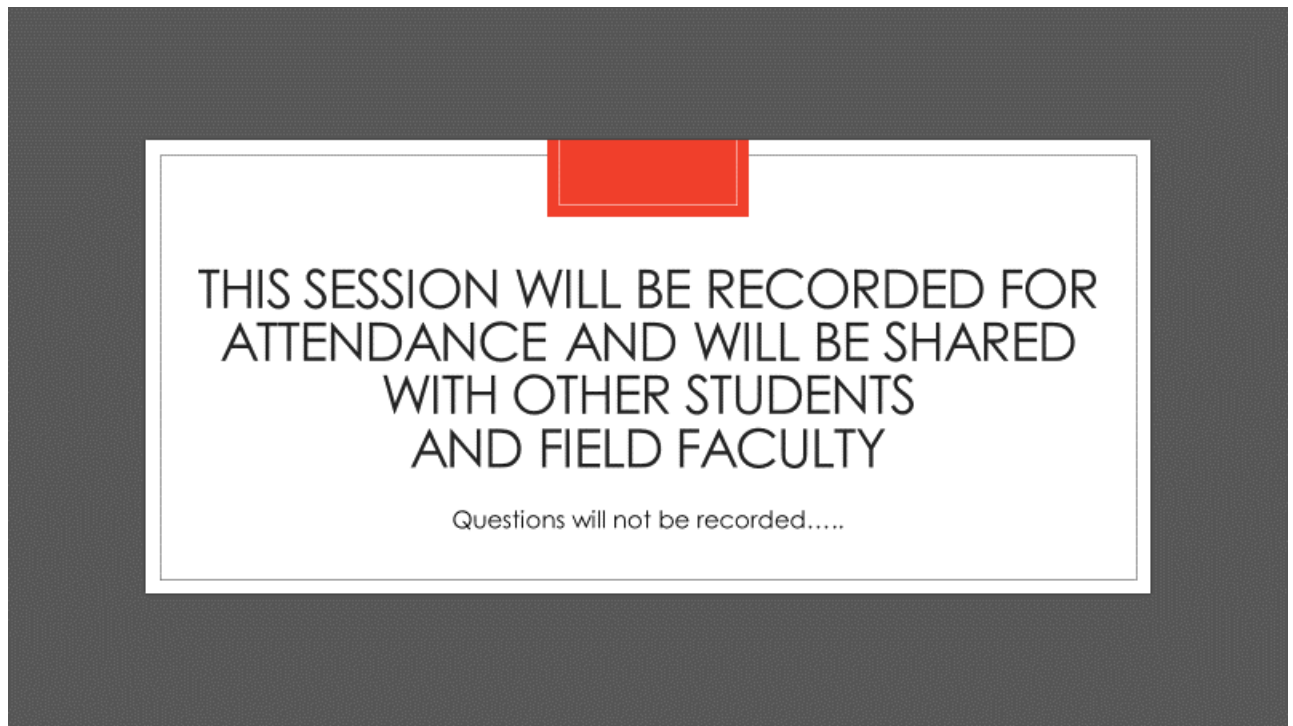 THIS SESSION WILL BE RECORDED FOR
ATTENDANCE AND WILL BE SHARED
WITH OTHER STUDENTS
AND FIELD FACULTY
Questions will not be recorded…..